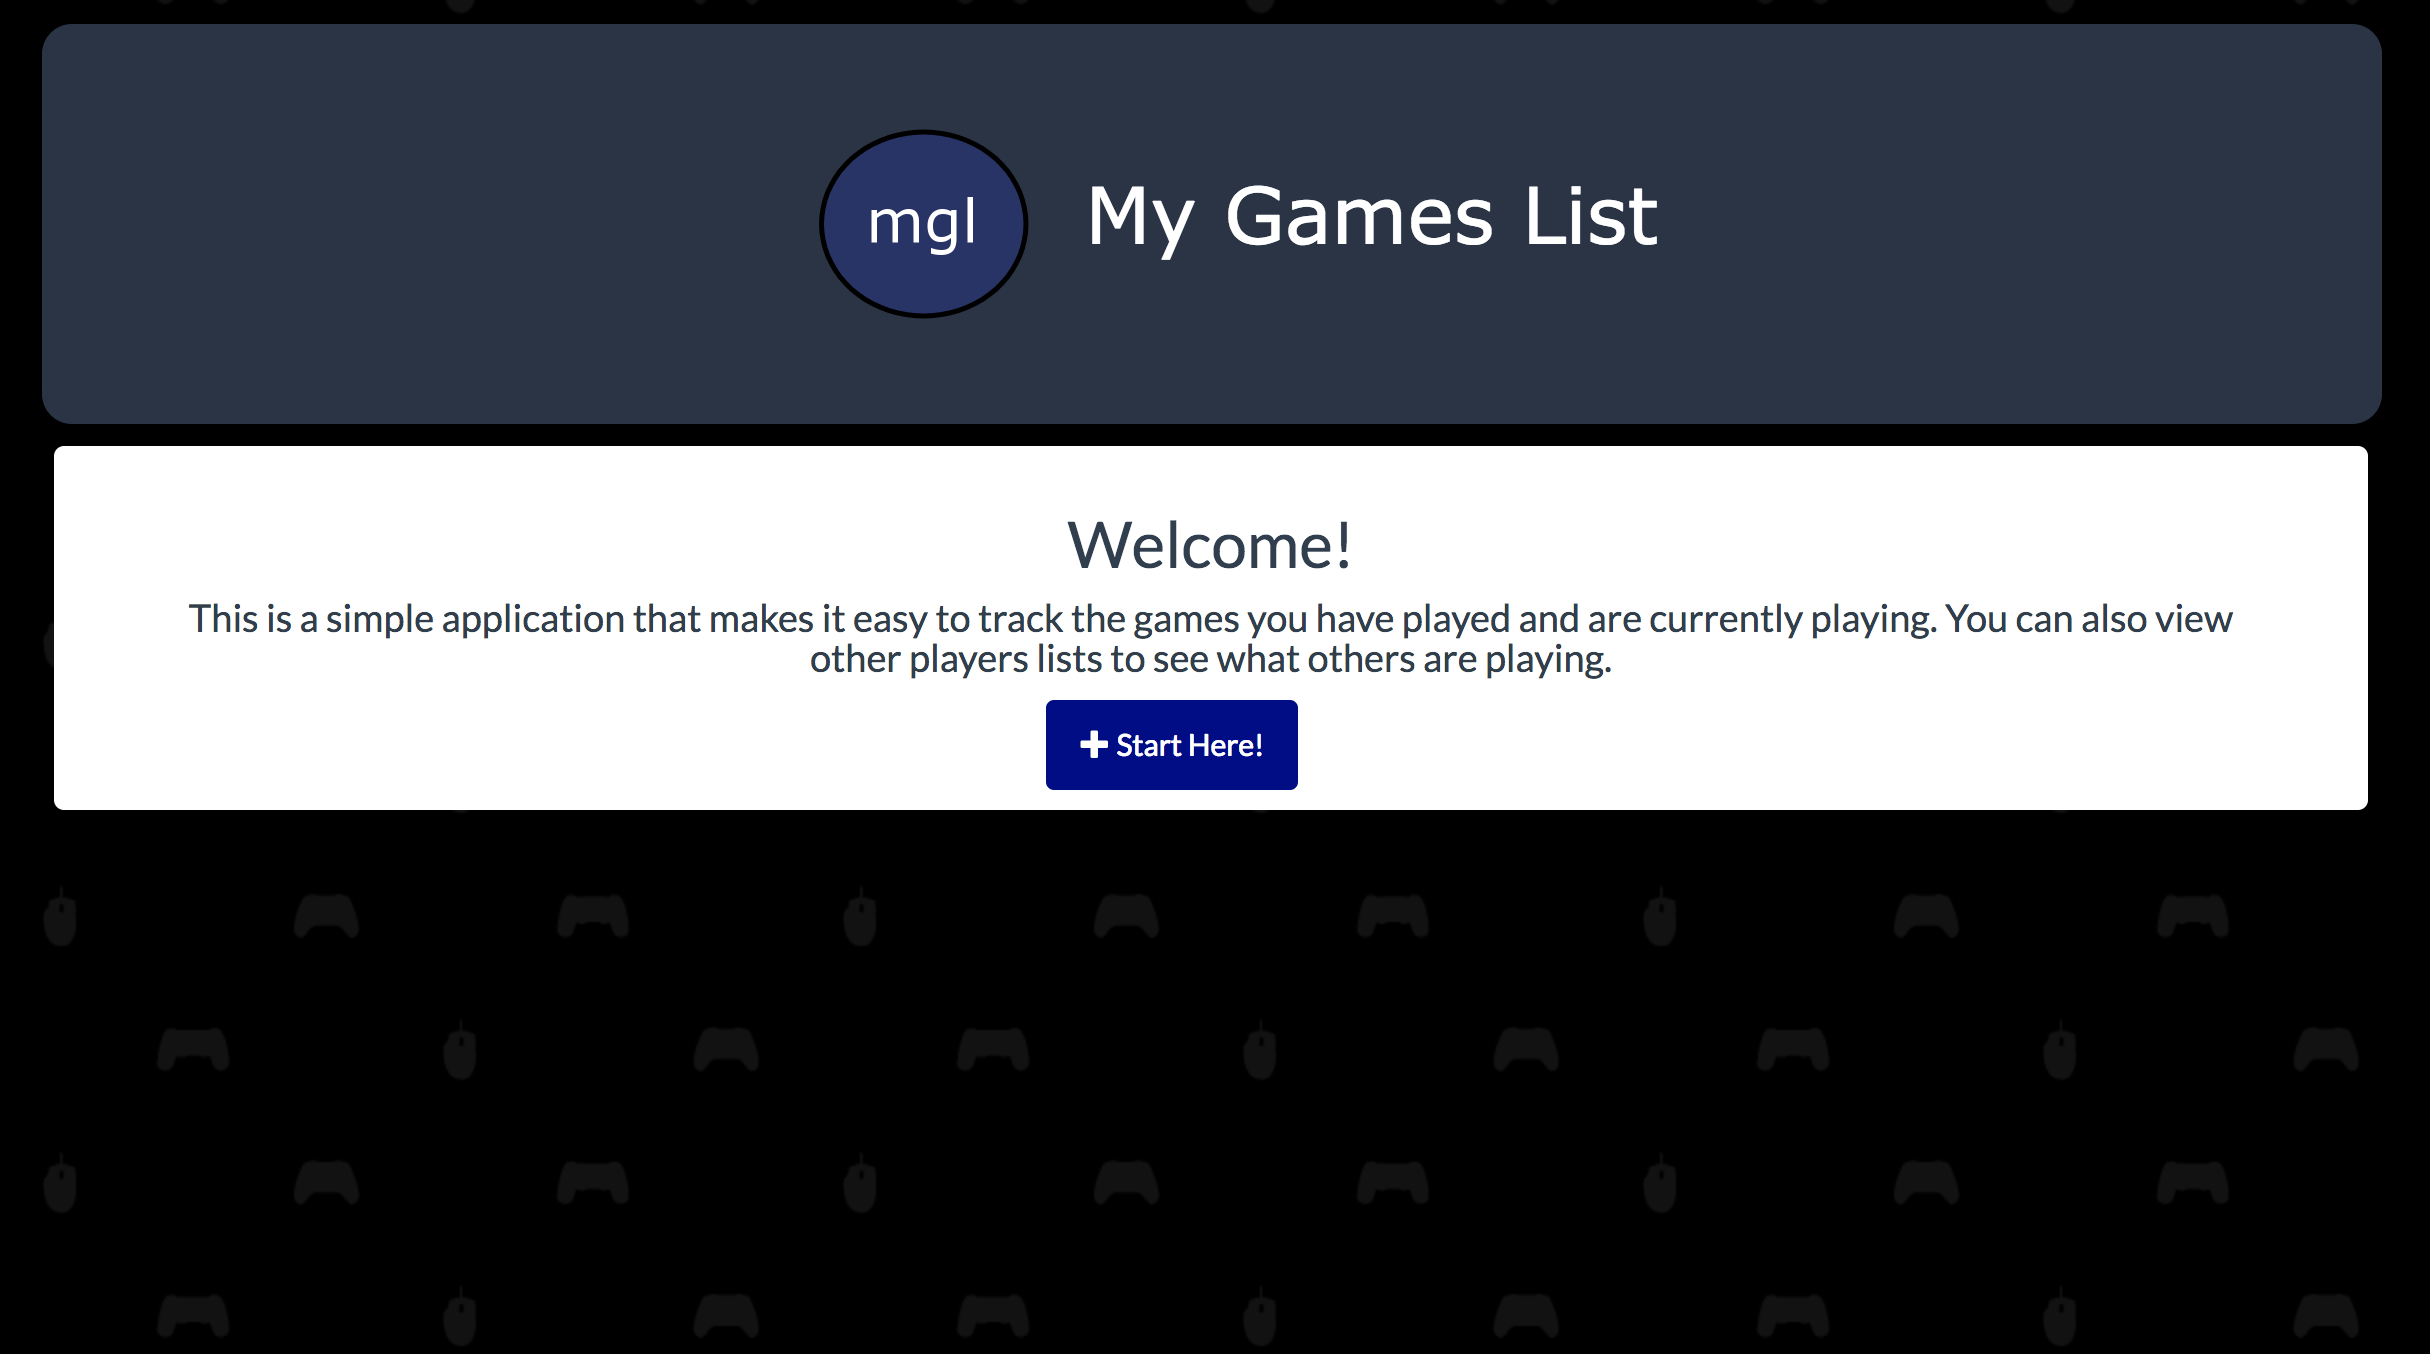 mgl My Games List
Welcome!
This is a simple application that makes it easy to track the games you have played and are currently playing. You can also view
other players lists to see what others are playing.
Start Here!